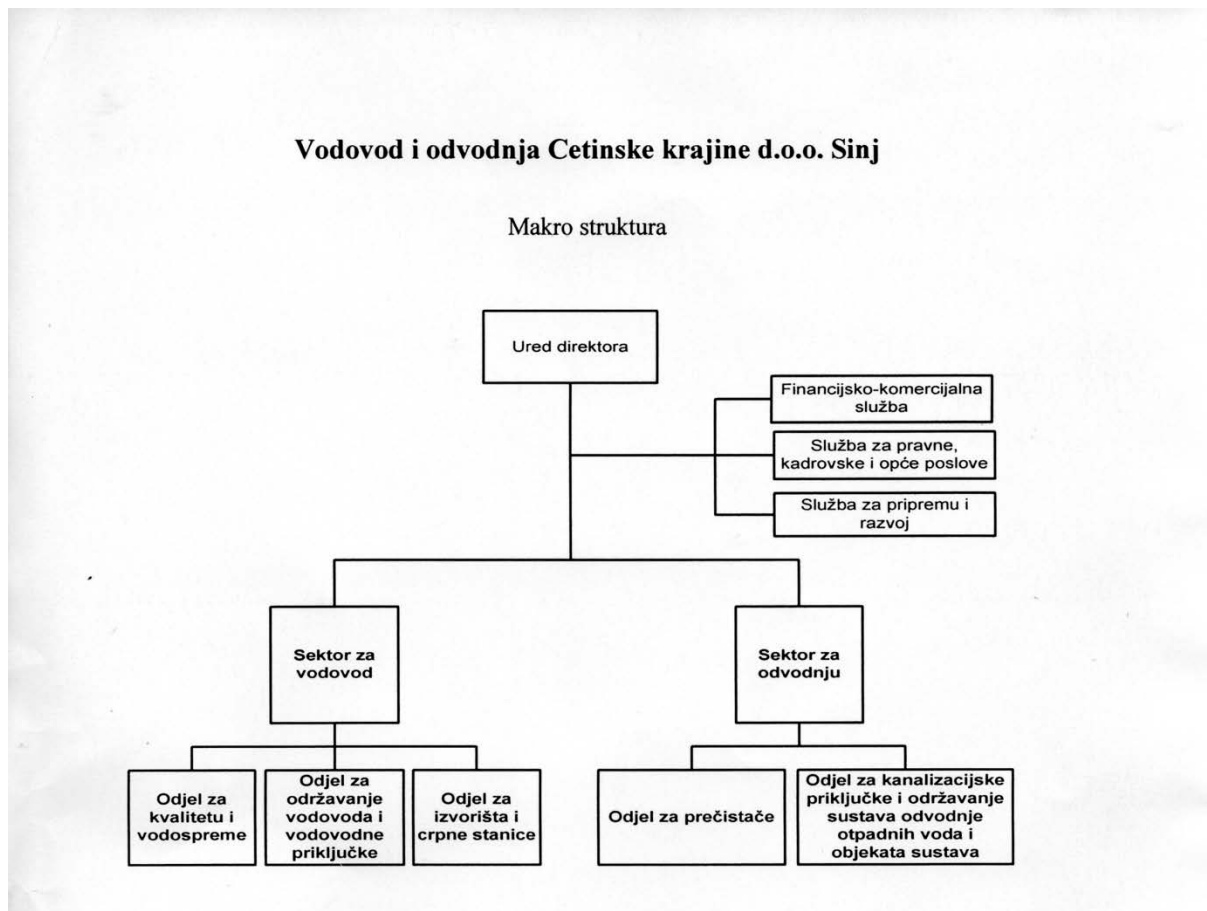 Vodovod i odvodnja Cetinske krajine d.o.o. Sinj
Makro struktura
Ured direktora
Financijsko-komercijalna
služba
Služba za pravne,
kadrovske i opće poslove
Služba za pripremu i
razvoj
Sektor za
vodovod
Sektor za
odvodnju
Odjel za
kvalitetu i
vodospreme
Odjel za
održavanje
vodovoda i
vodovodne
priključke
Odjel za
izvorišta i
crpne stanice
Odjel za prečistače
Odjel za kanalizacijske
priključke i održavanje
sustava odvodnje
otpadnih voda i
objekata sustava